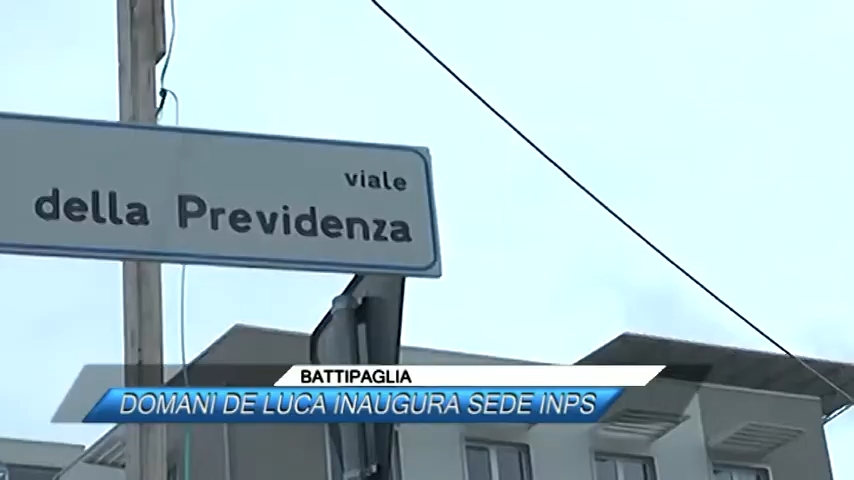 viale
della Previdenza
BATTIPAGLIA
DOMANI DE LUCA INAUGURA SEDE INPS